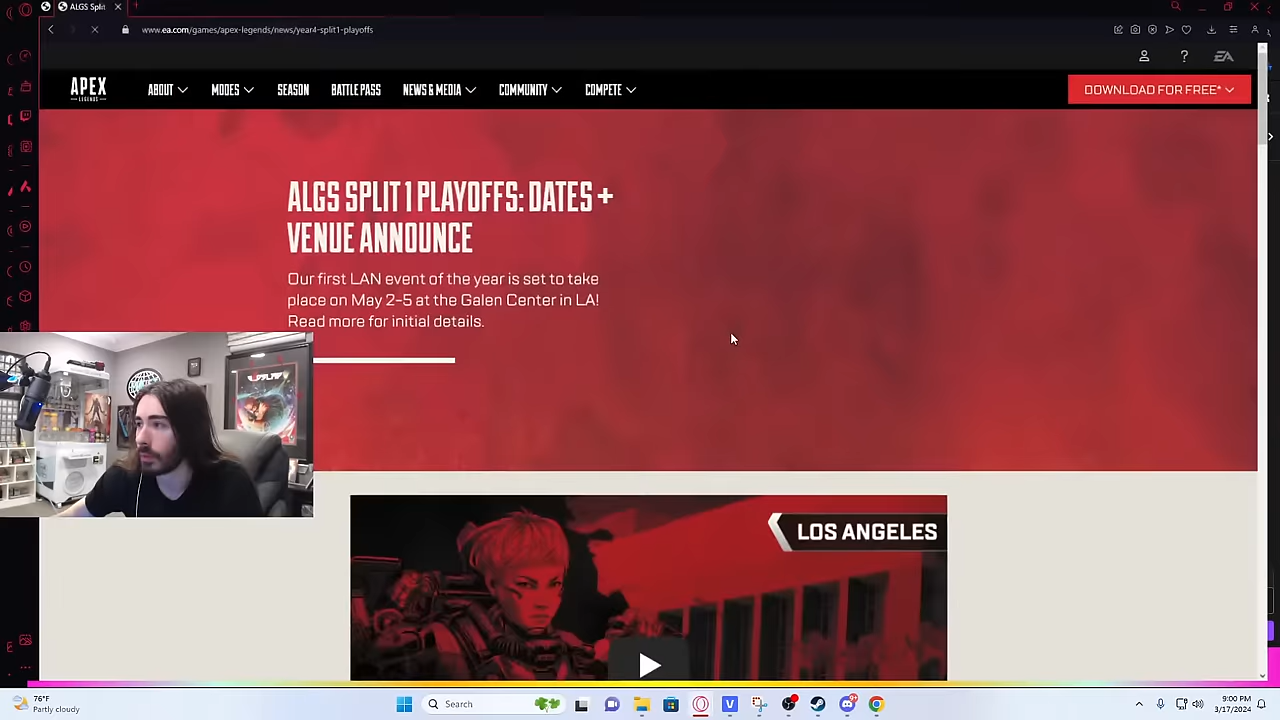 ALGS Split
www.ea.com/games/apex-legends/news/year4-split1-playoffs
EA
APEX
LEGENDS
ABOUT
MODES
SEASON
BATTLE PASS
NEWS & MEDIA
COMMUNITY
COMPETE
DOWNLOAD FOR FREE*
ALGS SPLIT 1 PLAYOFFS: DATES +
VENUE ANNOUNCE
Our first LAN event of the year is set to take
place on May 2-5 at the Galen Center in LA!
Read more for initial details.
LOS ANGELES
76°F
Partly cloudy
Search
9:00 PM
3/17/2024